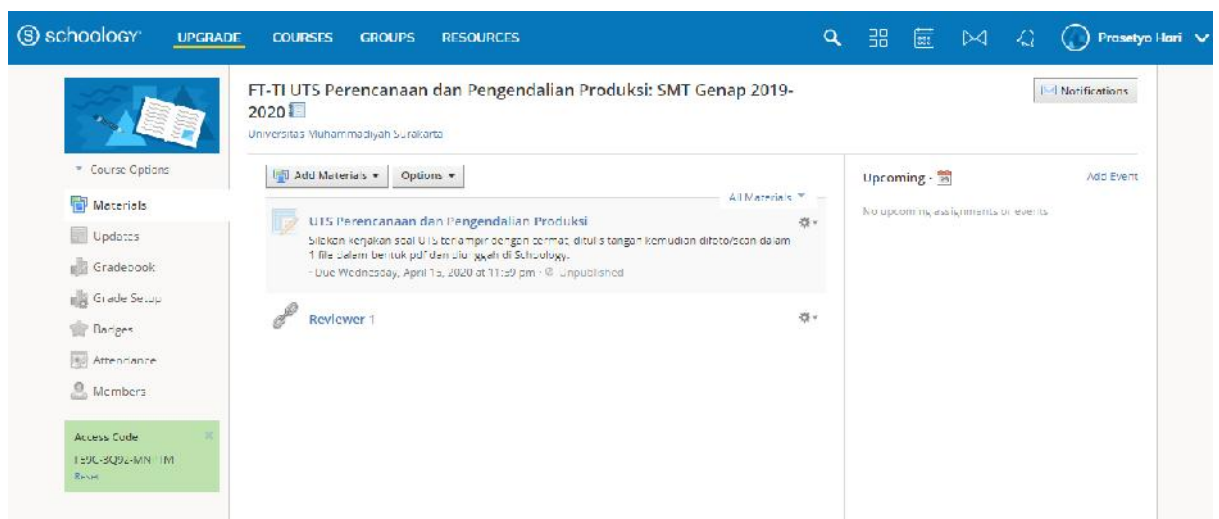 schoology
UPGRADE
COURSES
GROUPS
RESOURCES
Prasetyo Hari
FT-TI UTS Perencanaan dan Pengendalian Produksi: SMT Genap 2019-
2020
Universitas Muhammadiyah Surakarta
Notifications
Course Options
Materials
Updates
Gradebook
Grade Setup
Badges
Attendance
Members
Access Code
Reset
Add Materials
Options
All Materials
UTS Perencanaan dan Pengendalian Produksi
Silakan kerjakan soal UTS terlampir dengan cermat, ditulis tangan kemudian difoto/scan dalam
1 file dalam bentuk pdf dan diunggah di Schoology.
Due Wednesday, April 15, 2020 at 11:59 pm · Unpublished
Reviewer 1
Upcoming ·
Add Event
No upcoming assignments or events